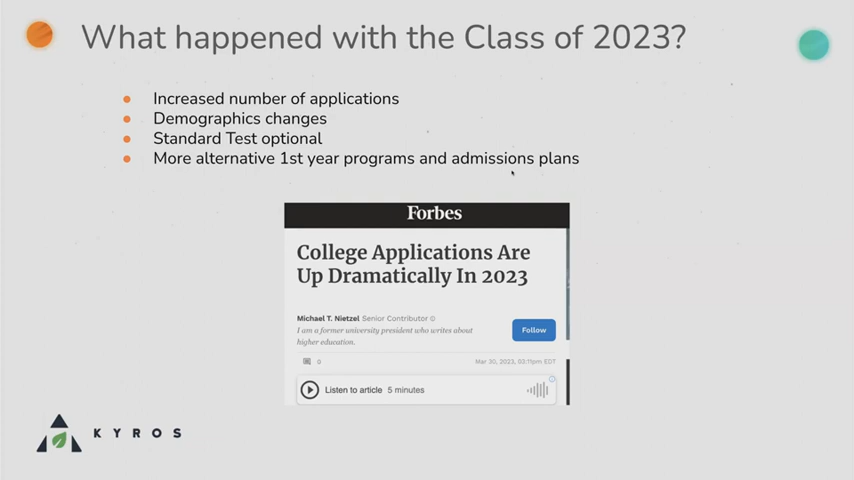 What happened with the Class of 2023?
Increased number of applications
Demographics changes
Standard Test optional
More alternative 1st year programs and admissions plans
Forbes
College Applications Are
Up Dramatically In 2023
Michael T. Nietzel Senior Contributor
I am a former university president who writes about
higher education.
Follow
0
Mar 30, 2023, 03:11pm EDT
Listen to article 5 minutes
KYROS